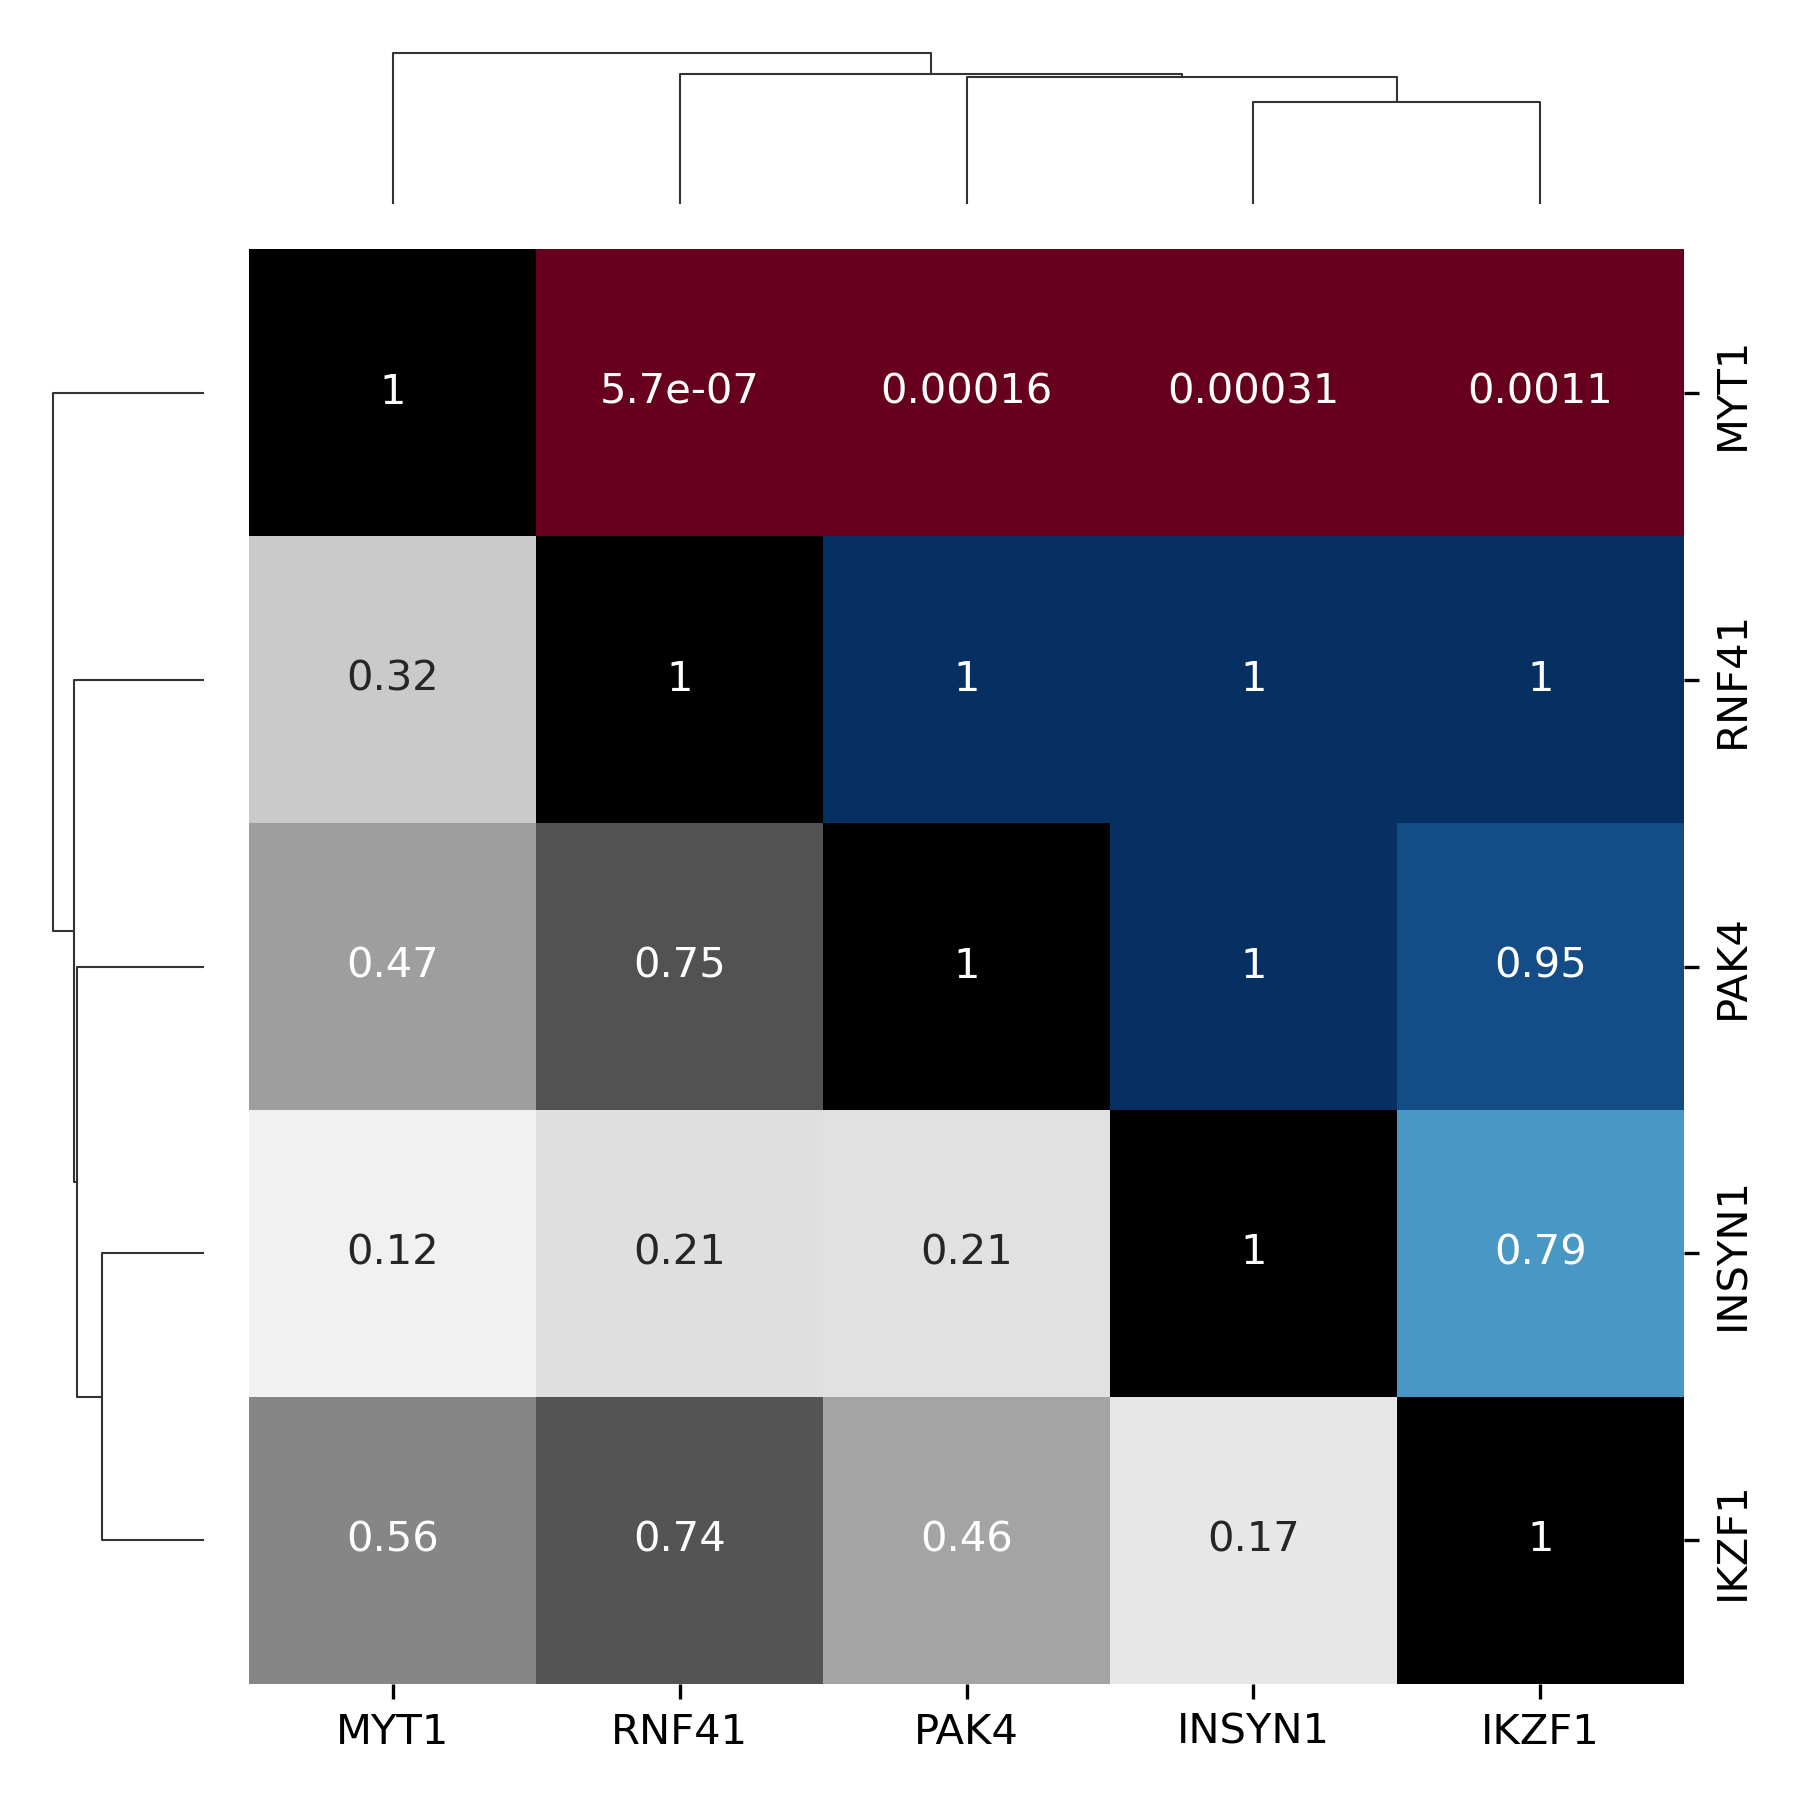 1 5.7e-07 0.00016 0.00031 0.0011 MYT1
0.32 1 1 1 1 RNF41
0.47 0.75 1 1 0.95 PAK4
0.12 0.21 0.21 1 0.79 INSYN1
0.56 0.74 0.46 0.17 1 IKZF1
MYT1 RNF41 PAK4 INSYN1 IKZF1